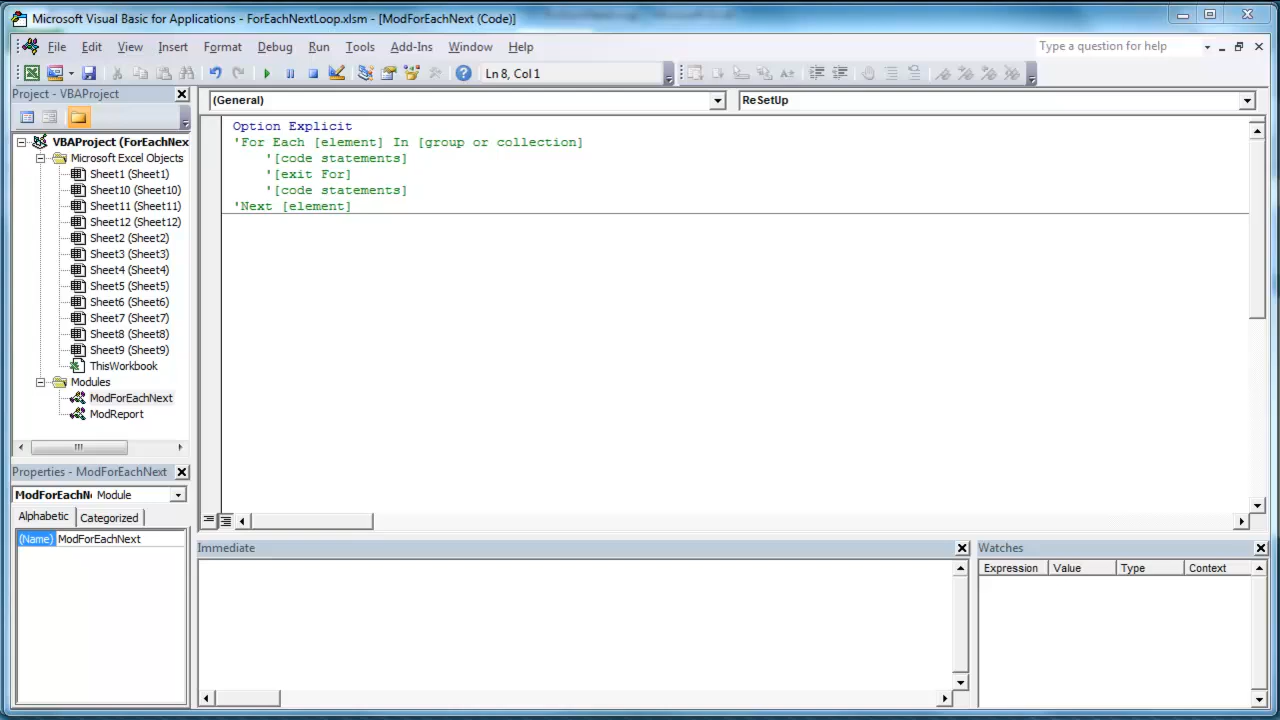 Microsoft Visual Basic for Applications - ForEachNextLoop.xlsm - [ModForEachNext (Code)]
File Edit View Insert Format Debug Run Tools Add-Ins Window Help
Type a question for help
Ln 8, Col 1
Project - VBAProject
(General)
ReSetUp
VBAProject (ForEachNex
Microsoft Excel Objects
Sheet1 (Sheet1)
Sheet10 (Sheet10)
Sheet11 (Sheet11)
Sheet12 (Sheet12)
Sheet2 (Sheet2)
Sheet3 (Sheet3)
Sheet4 (Sheet4)
Sheet5 (Sheet5)
Sheet6 (Sheet6)
Sheet7 (Sheet7)
Sheet8 (Sheet8)
Sheet9 (Sheet9)
ThisWorkbook
Modules
ModForEachNext
ModReport
Option Explicit
'For Each [element] In [group or collection]
'[code statements]
'[exit For]
'[code statements]
'Next [element]
Properties - ModForEachNext
ModForEachN Module
Alphabetic Categorized
(Name) ModForEachNext
Immediate
Watches
Expression Value Type Context